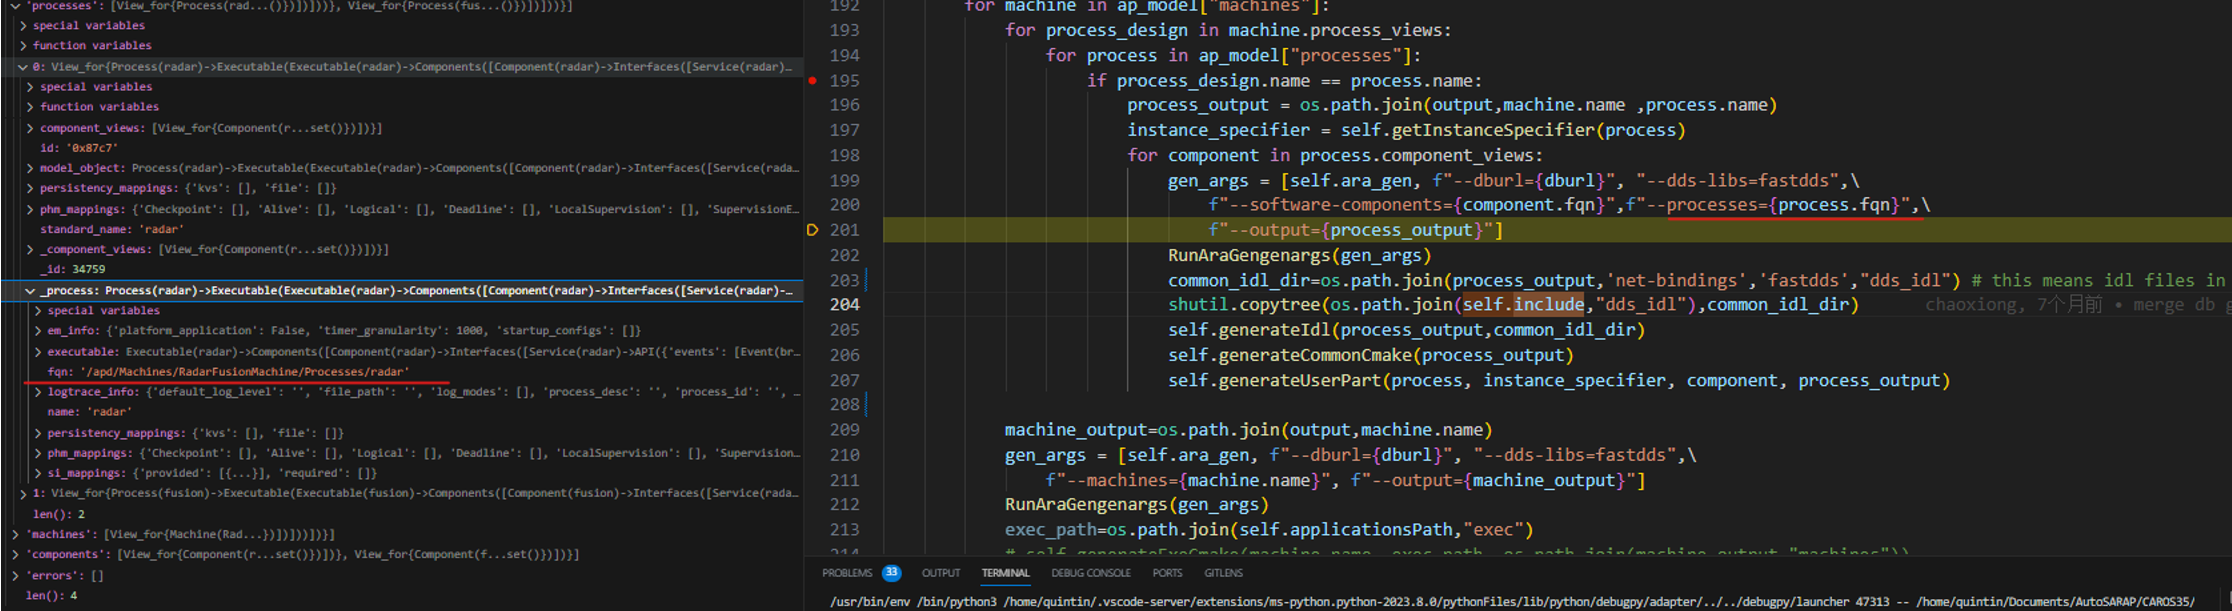 'processes': [View_for{Process(rad...()})])}))}, View_for{Process(fus...()})])}))}]
special variables
function variables
0: View_for{Process(radar)->Executable(Executable(radar)->Components([Component(radar)->Interfaces([Service(radar)…
special variables
function variables
component_views: [View_for{Component(r...set()})])}]
id: '0x87c7'
model_object: Process(radar)->Executable(Executable(radar)->Components([Component(radar)->Interfaces([Service(rada…
persistency_mappings: {'kvs': [], 'file': []}
phm_mappings: {'Checkpoint': [], 'Alive': [], 'Logical': [], 'Deadline': [], 'LocalSupervision': [], 'SupervisionE…
standard_name: 'radar'
_component_views: [View_for{Component(r...set()})])}]
_id: 34759
_process: Process(radar)->Executable(Executable(radar)->Components([Component(radar)->Interfaces([Service(radar)-…
special variables
em_info: {'platform_application': False, 'timer_granularity': 1000, 'startup_configs': []}
executable: Executable(radar)->Components([Component(radar)->Interfaces([Service(radar)->API({'events': [Event(br…
fqn: '/apd/Machines/RadarFusionMachine/Processes/radar'
logtrace_info: {'default_log_level': '', 'file_path': '', 'log_modes': [], 'process_desc': '', 'process_id': '', …
name: 'radar'
persistency_mappings: {'kvs': [], 'file': []}
phm_mappings: {'Checkpoint': [], 'Alive': [], 'Logical': [], 'Deadline': [], 'LocalSupervision': [], 'Supervision…
si_mappings: {'provided': [{...}], 'required': []}
1: View_for{Process(fusion)->Executable(Executable(fusion)->Components([Component(fusion)->Interfaces([Service(rada…
len(): 2
'machines': [View_for{Machine(Rad...})])}))}]
'components': [View_for{Component(r...set()})])}, View_for{Component(f...set()})])}]
'errors': []
len(): 4
192 for machine in ap_model["machines"]:
193 for process_design in machine.process_views:
194 for process in ap_model["processes"]:
195 if process_design.name == process.name:
196 process_output = os.path.join(output,machine.name ,process.name)
197 instance_specifier = self.getInstanceSpecifier(process)
198 for component in process.component_views:
199 gen_args = [self.ara_gen, f"--dburl={dburl}", "--dds-libs=fastdds",\
200 f"--software-components={component.fqn}",f"--processes={process.fqn}",\
201 f"--output={process_output}"]
202 RunAraGengenargs(gen_args)
203 common_idl_dir=os.path.join(process_output,'net-bindings','fastdds',"dds_idl") # this means idl files in
204 shutil.copytree(os.path.join(self.include,"dds_idl"),common_idl_dir) chaoxiong, 7个月前 • merge db g
205 self.generateIdl(process_output,common_idl_dir)
206 self.generateCommonCmake(process_output)
207 self.generateUserPart(process, instance_specifier, component, process_output)
208
209 machine_output=os.path.join(output,machine.name)
210 gen_args = [self.ara_gen, f"--dburl={dburl}", "--dds-libs=fastdds",\
211 f"--machines={machine.name}", f"--output={machine_output}"]
212 RunAraGengenargs(gen_args)
213 exec_path=os.path.join(self.applicationsPath,"exec")
PROBLEMS 33 OUTPUT TERMINAL DEBUG CONSOLE PORTS GITLENS
/usr/bin/env /bin/python3 /home/quintin/.vscode-server/extensions/ms-python.python-2023.8.0/pythonFiles/lib/python/debugpy/adapter/../../debugpy/launcher 47313 -- /home/quintin/Documents/AutoSARAP/CAROS35/